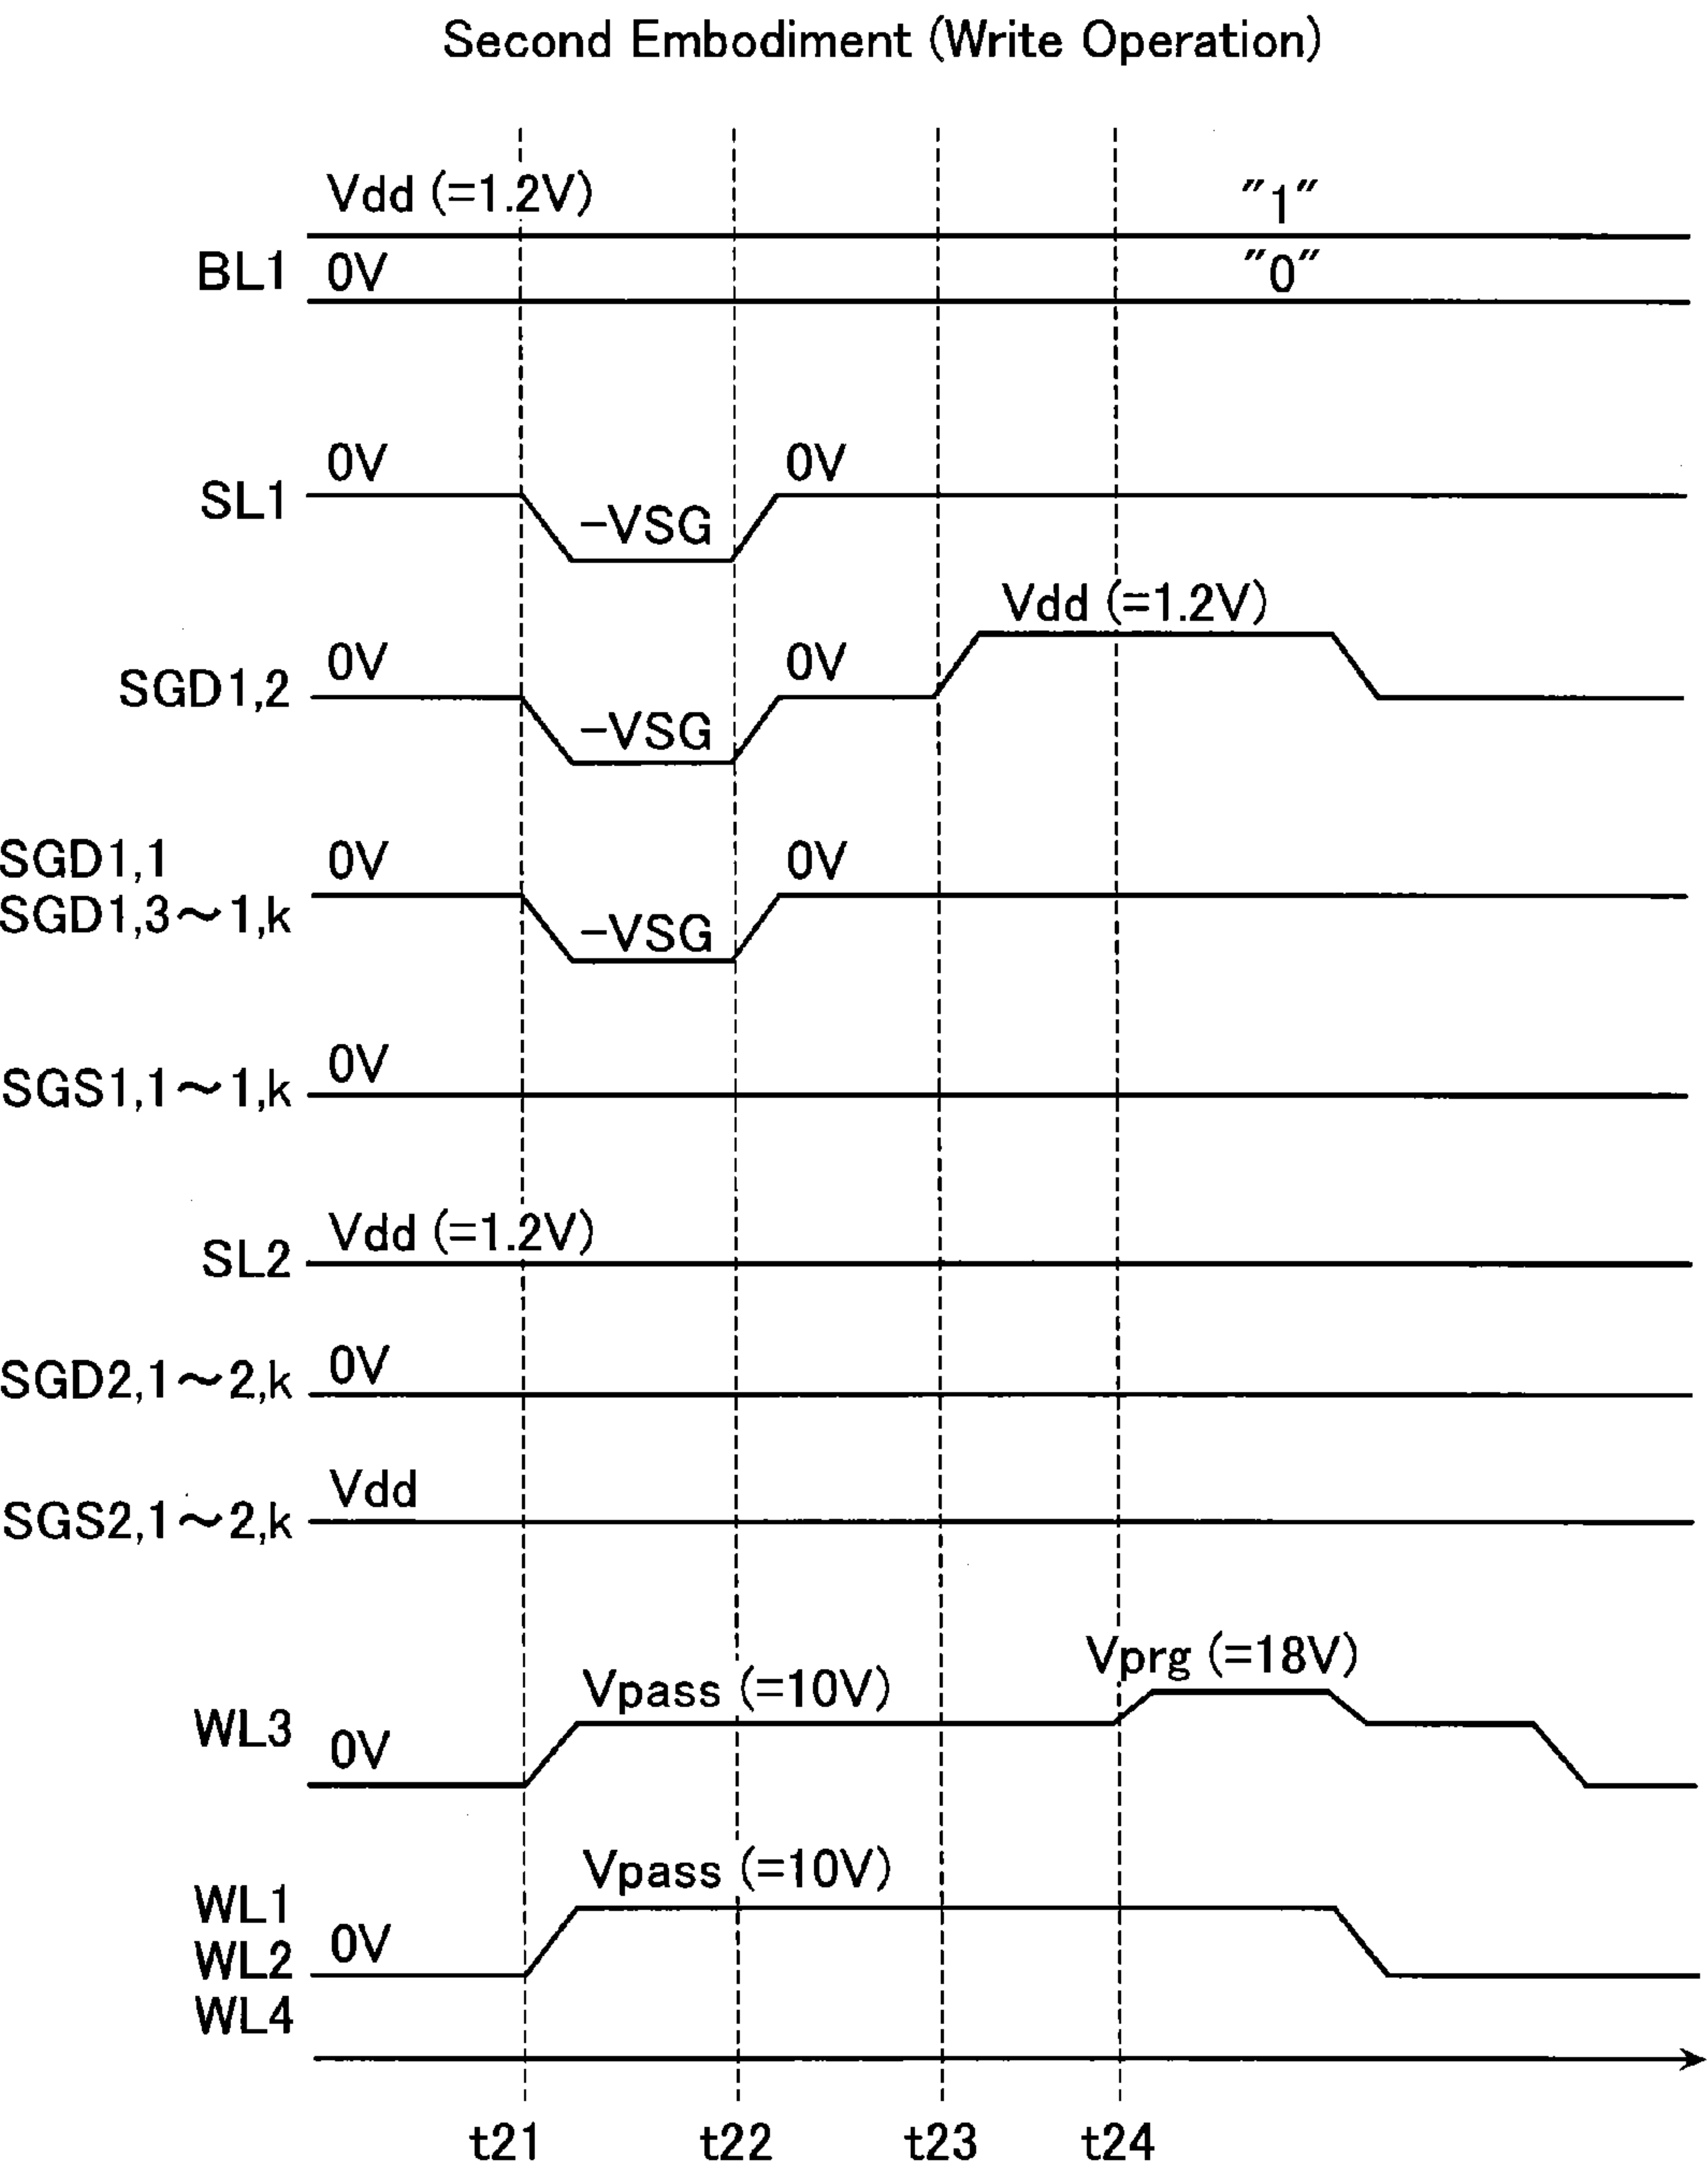 Second Embodiment (Write Operation)
Vdd (=1.2V) "1"
BL1 0V "0"
0V 0V
SL1 -VSG
Vdd (=1.2V)
0V 0V
SGD1,2 -VSG
SGD1,1 0V 0V
SGD1,3~1,k -VSG
0V
SGS1,1~1,k
Vdd (=1.2V)
SL2
0V
SGD2,1~2,k
Vdd
SGS2,1~2,k
Vprg (=18V)
Vpass (=10V)
WL3 0V
Vpass (=10V)
WL1
WL2 0V
WL4
t21 t22 t23 t24